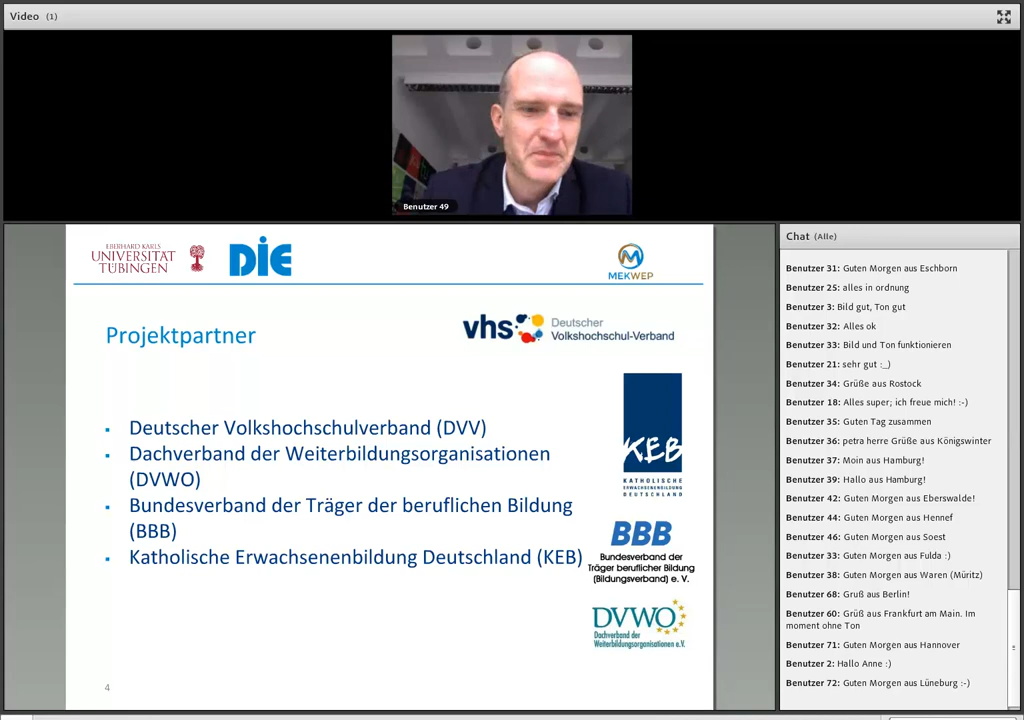 Video (1)
Benutzer 49
EBERHARD KARLS
UNIVERSITÄT
TÜBINGEN
DIE
MEKWEP
Projektpartner
vhs
Deutscher
Volkshochschul-Verband
Deutscher Volkshochschulverband (DVV)
Dachverband der Weiterbildungsorganisationen
(DVWO)
Bundesverband der Träger der beruflichen Bildung
(BBB)
Katholische Erwachsenenbildung Deutschland (KEB)
KEB
KATHOLISCHE
ERWACHSENENBILDUNG
DEUTSCHLAND
BBB
Bundesverband der
Träger beruflicher Bildung
(Bildungsverband) e. V.
DVWO
Dachverband der
Weiterbildungsorganisationen e.V.
4
Chat (Alle)
Benutzer 31: Guten Morgen aus Eschborn
Benutzer 25: alles in ordnung
Benutzer 3: Bild gut, Ton gut
Benutzer 32: Alles ok
Benutzer 33: Bild und Ton funktionieren
Benutzer 21: sehr gut :_)
Benutzer 34: Grüße aus Rostock
Benutzer 18: Alles super; ich freue mich! :-)
Benutzer 35: Guten Tag zusammen
Benutzer 36: petra herre Grüße aus Königswinter
Benutzer 37: Moin aus Hamburg!
Benutzer 39: Hallo aus Hamburg!
Benutzer 42: Guten Morgen aus Eberswalde!
Benutzer 44: Guten Morgen aus Hennef
Benutzer 46: Guten Morgen aus Soest
Benutzer 33: Guten Morgen aus Fulda :)
Benutzer 38: Guten Morgen aus Waren (Müritz)
Benutzer 68: Gruß aus Berlin!
Benutzer 60: Grüß aus Frankfurt am Main. Im
moment ohne Ton
Benutzer 71: Guten Morgen aus Hannover
Benutzer 2: Hallo Anne :)
Benutzer 72: Guten Morgen aus Lüneburg :-)